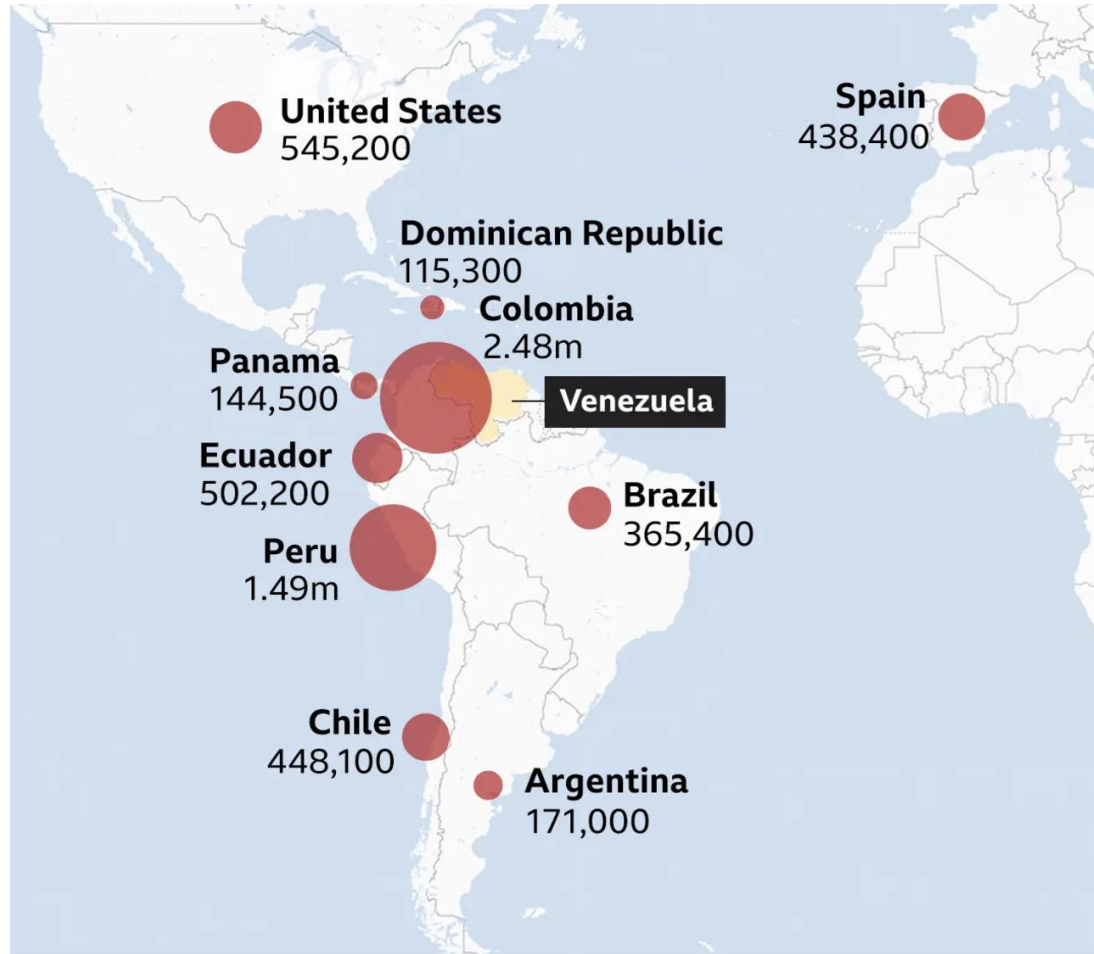 United States
545,200
Spain
438,400
Dominican Republic
115,300
Colombia
2.48m
Panama
144,500
Venezuela
Ecuador
502,200
Brazil
365,400
Peru
1.49m
Chile
448,100
Argentina
171,000